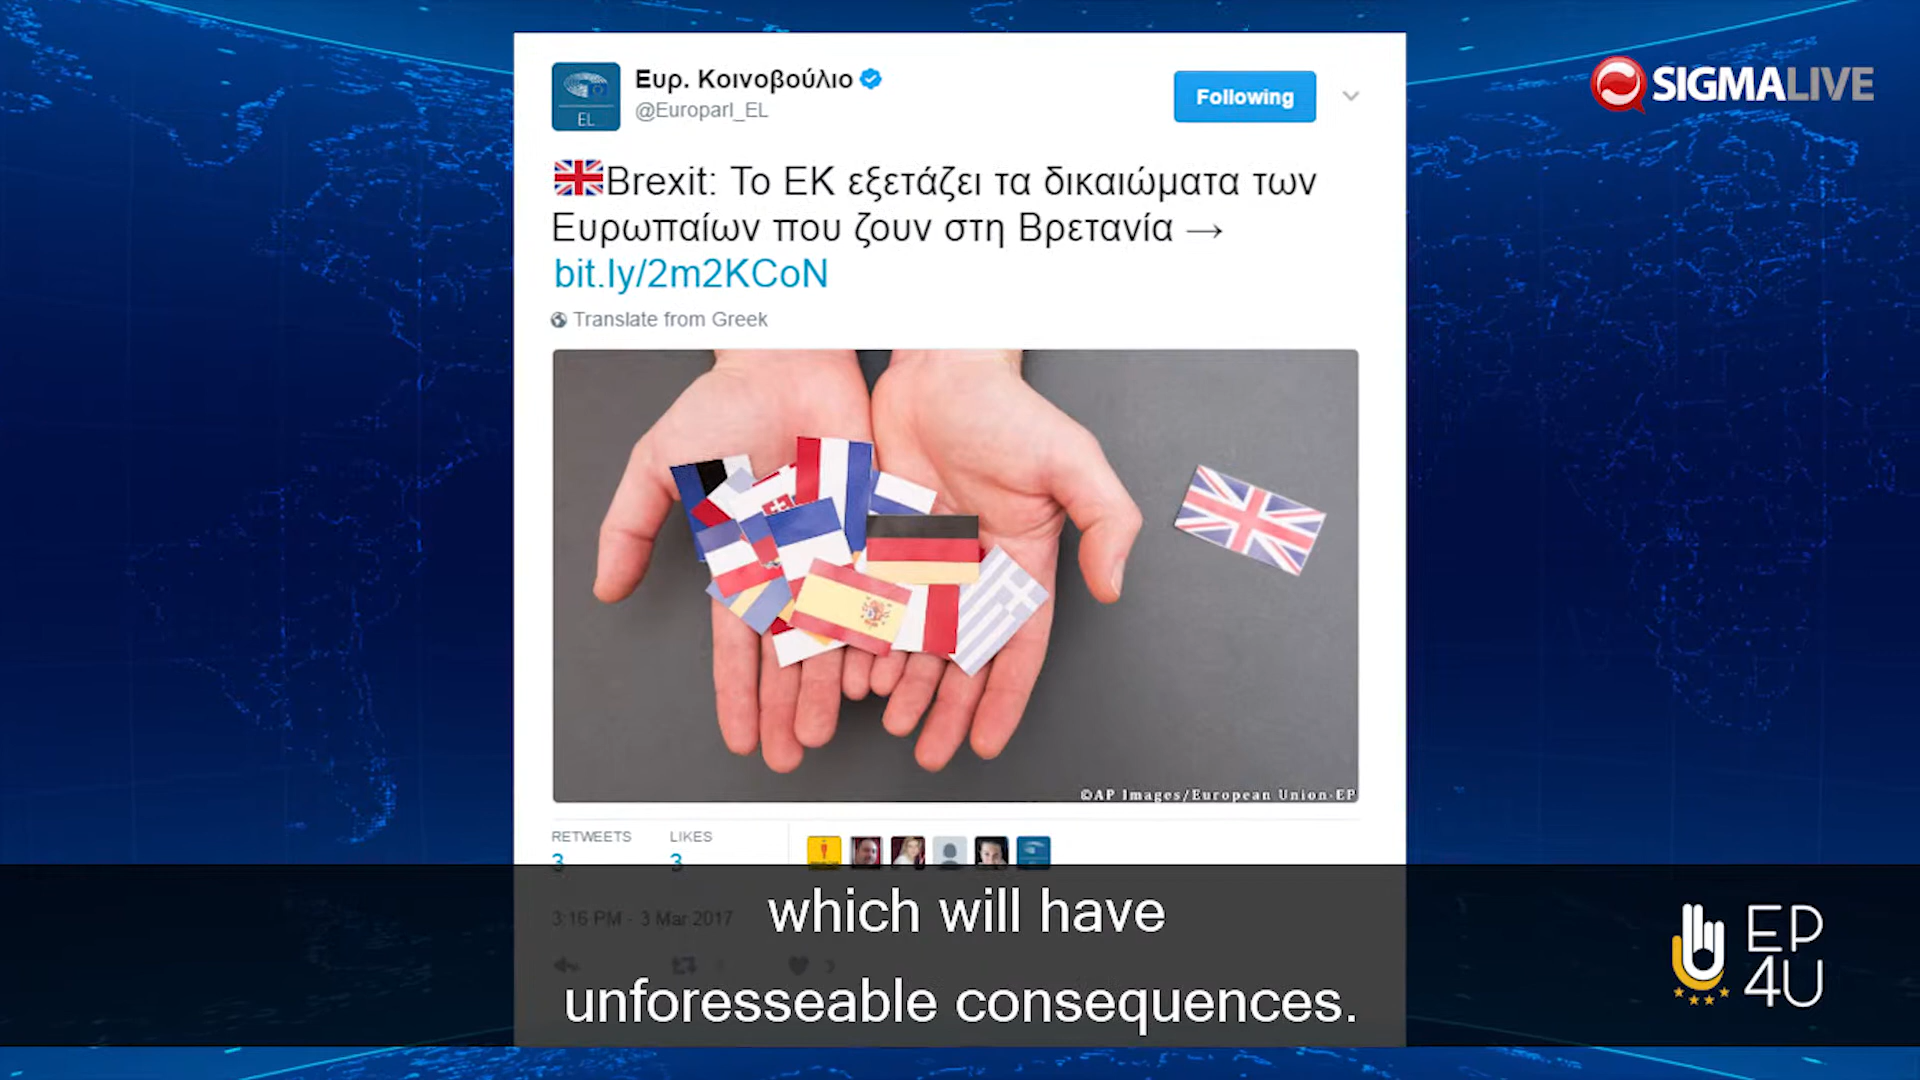 Ευρ. Κοινοβούλιο
@Europarl_EL
EL
Following
SIGMALIVE
Brexit: Το ΕΚ εξετάζει τα δικαιώματα των
Ευρωπαίων που ζουν στη Βρετανία →
bit.ly/2m2KCoN
Translate from Greek
©AP Images/European Union-EP
RETWEETS
LIKES
3
3
3:16 PM - 3 Mar 2017
3
which will have
unforesseable consequences.
EP
4U